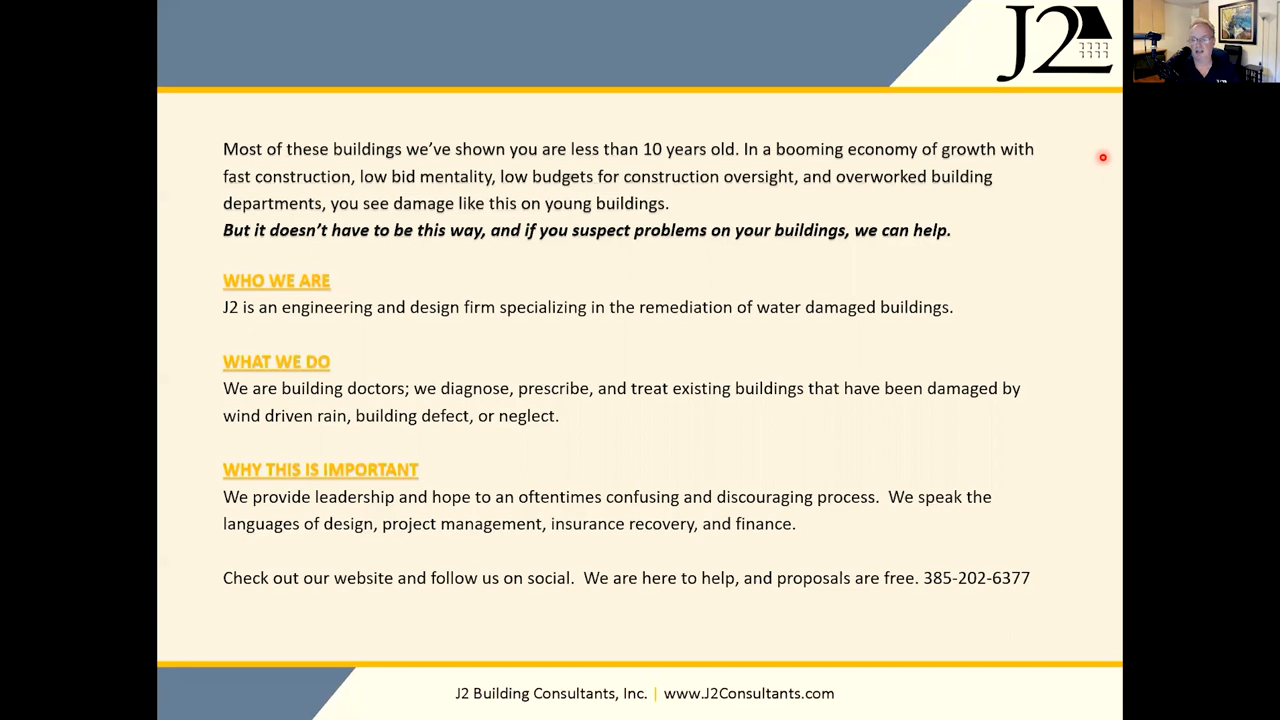 J2
Most of these buildings we've shown you are less than 10 years old. In a booming economy of growth with
fast construction, low bid mentality, low budgets for construction oversight, and overworked building
departments, you see damage like this on young buildings.
But it doesn't have to be this way, and if you suspect problems on your buildings, we can help.
WHO WE ARE
J2 is an engineering and design firm specializing in the remediation of water damaged buildings.
WHAT WE DO
We are building doctors; we diagnose, prescribe, and treat existing buildings that have been damaged by
wind driven rain, building defect, or neglect.
WHY THIS IS IMPORTANT
We provide leadership and hope to an oftentimes confusing and discouraging process.  We speak the
languages of design, project management, insurance recovery, and finance.
Check out our website and follow us on social.  We are here to help, and proposals are free. 385-202-6377
J2 Building Consultants, Inc. | www.J2Consultants.com